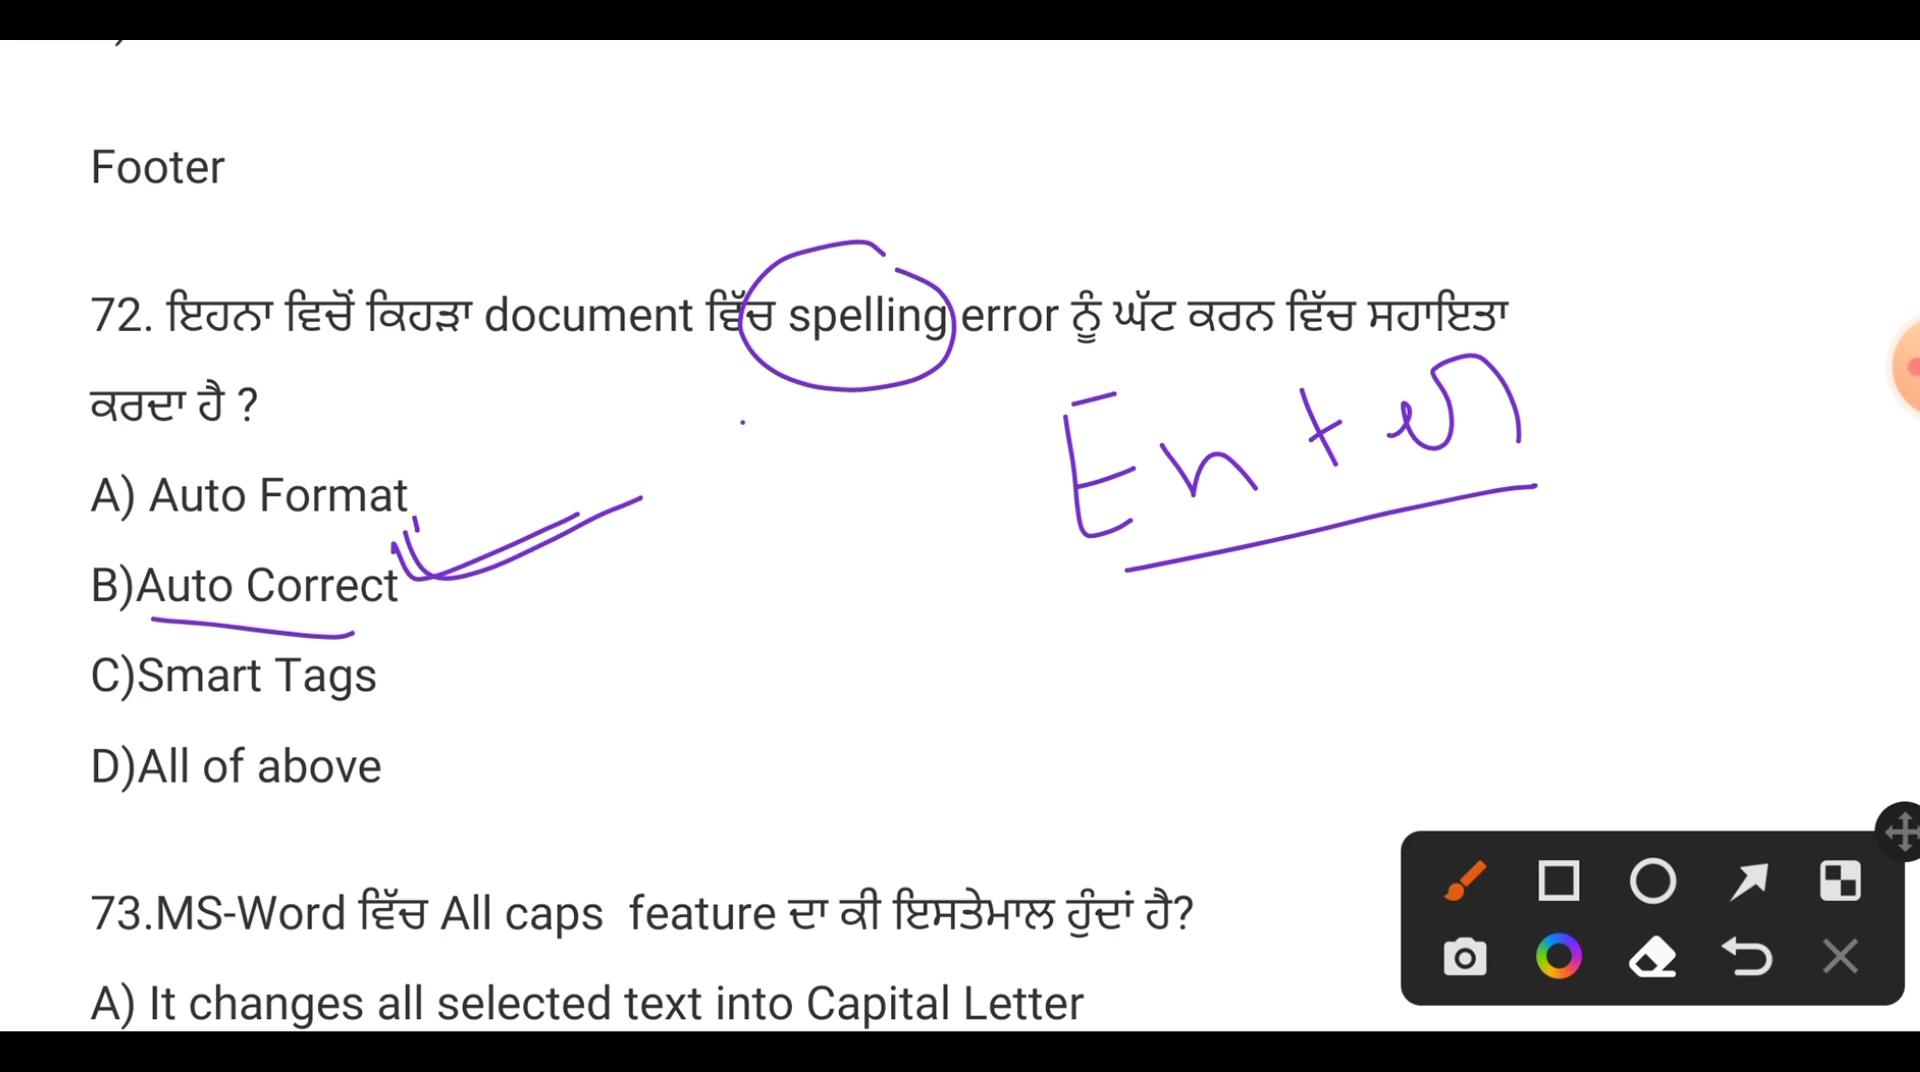 Footer
72. ਇਹਨਾ ਵਿਚੋਂ ਕਿਹੜਾ document ਵਿੱਚ spelling error ਨੂੰ ਘੱਟ ਕਰਨ ਵਿੱਚ ਸਹਾਇਤਾ
ਕਰਦਾ ਹੈ ?
Enter
A) Auto Format
B)Auto Correct
C)Smart Tags
D)All of above
73.MS-Word ਵਿੱਚ All caps feature ਦਾ ਕੀ ਇਸਤੇਮਾਲ ਹੁੰਦਾਂ ਹੈ?
A) It changes all selected text into Capital Letter